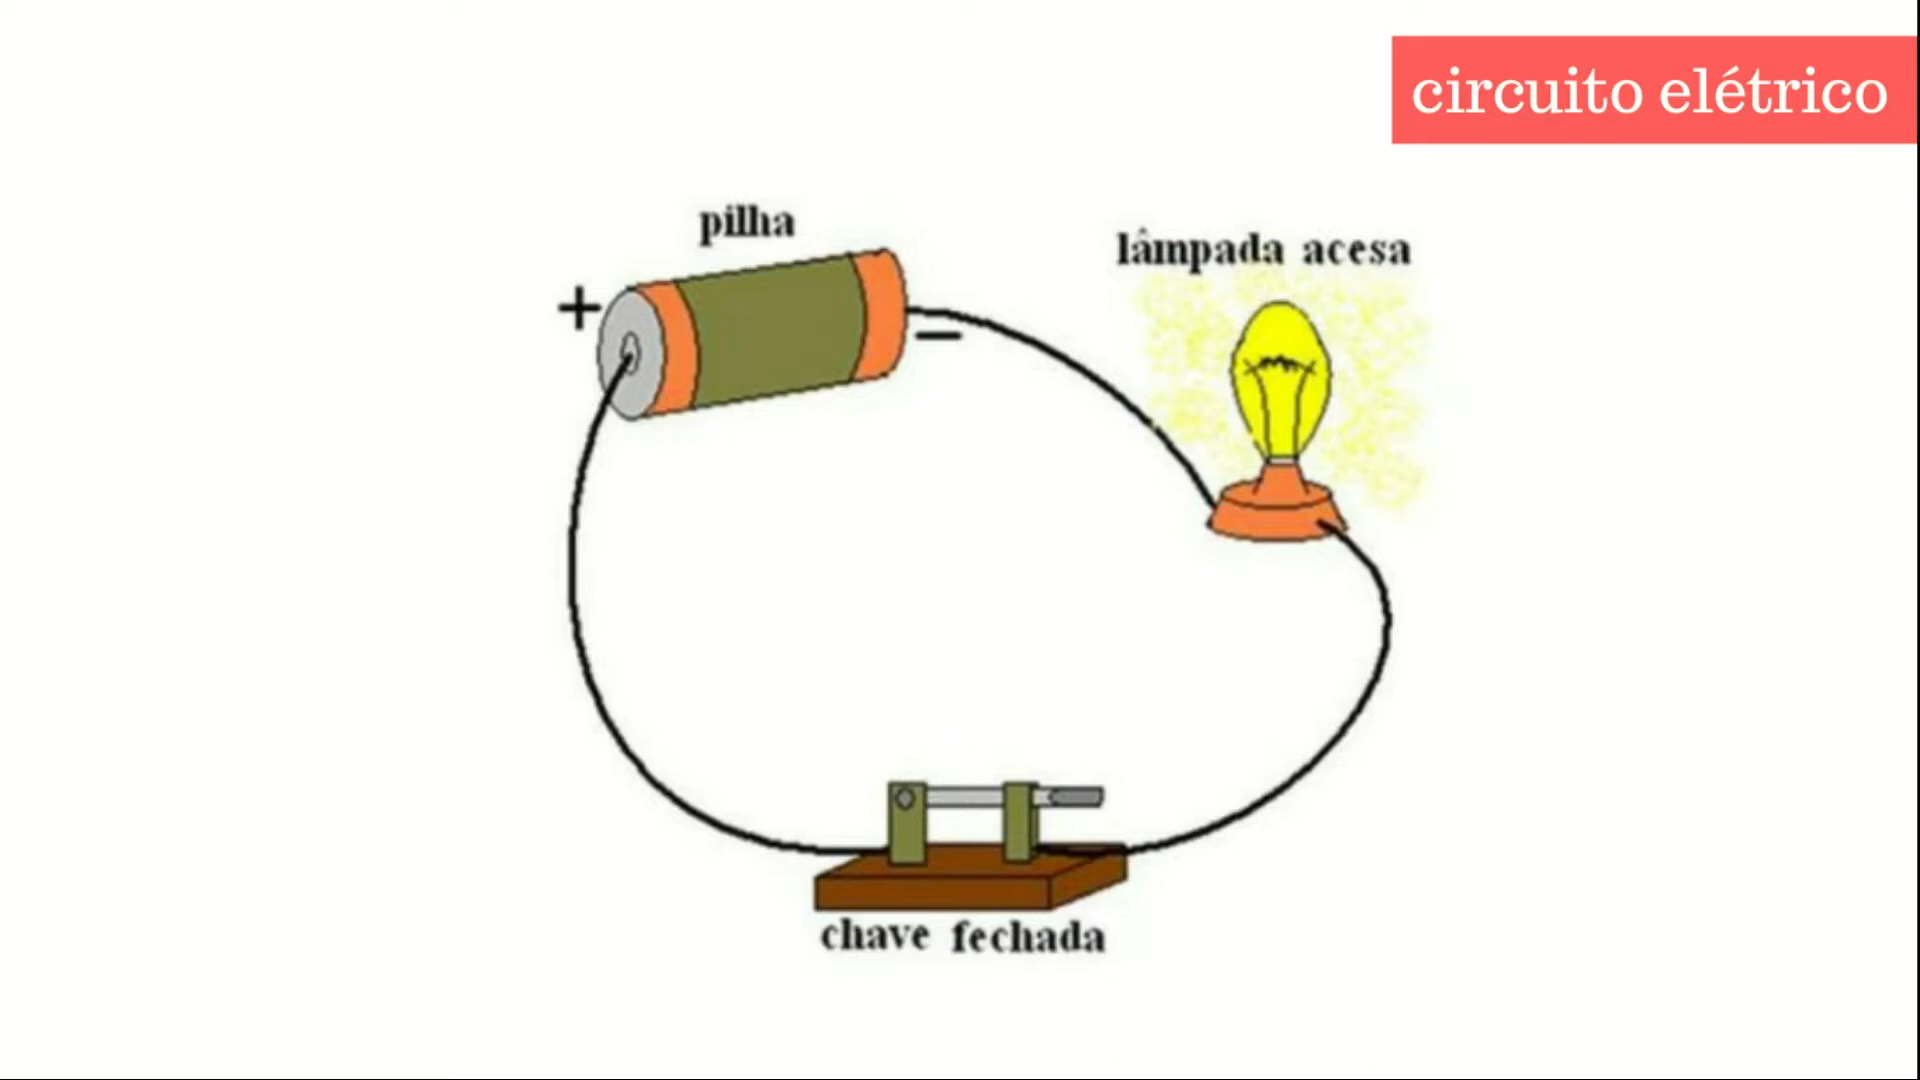 circuito elétrico
pilha
lâmpada acesa
+
−
chave fechada